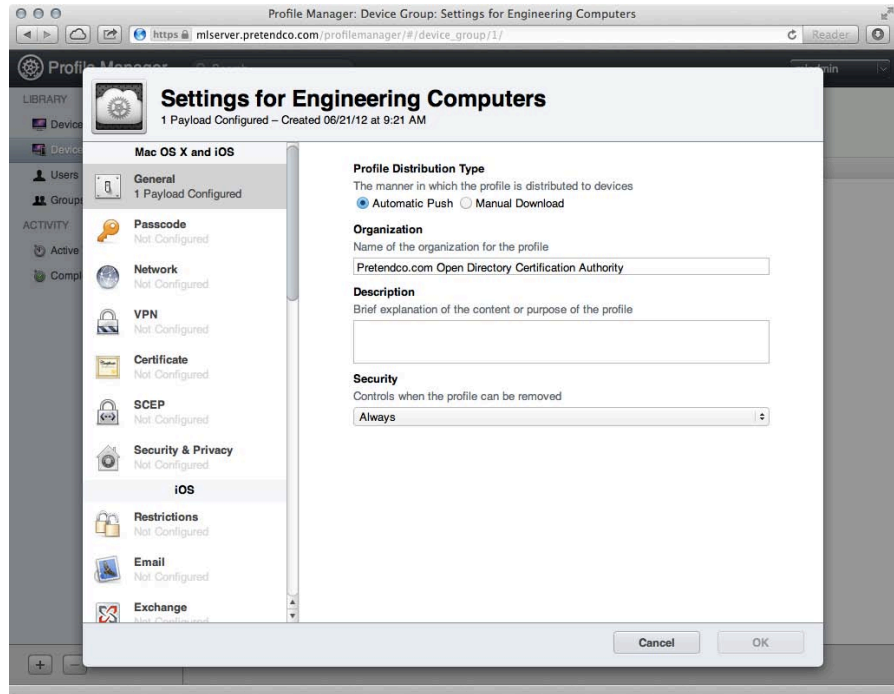 Profile Manager: Device Group: Settings for Engineering Computers
https mlserver.pretendco.com/profilemanager/#/device_group/1/
Reader
Settings for Engineering Computers
1 Payload Configured – Created 06/21/12 at 9:21 AM
LIBRARY
Device
Device
Users
Groups
ACTIVITY
Active
Compl
Mac OS X and iOS
General
1 Payload Configured
Passcode
Not Configured
Network
Not Configured
VPN
Not Configured
Certificate
Not Configured
SCEP
Not Configured
Security & Privacy
Not Configured
iOS
Restrictions
Not Configured
Email
Not Configured
Exchange
Profile Distribution Type
The manner in which the profile is distributed to devices
Automatic Push Manual Download
Organization
Name of the organization for the profile
Pretendco.com Open Directory Certification Authority
Description
Brief explanation of the content or purpose of the profile
Security
Controls when the profile can be removed
Always
Cancel OK